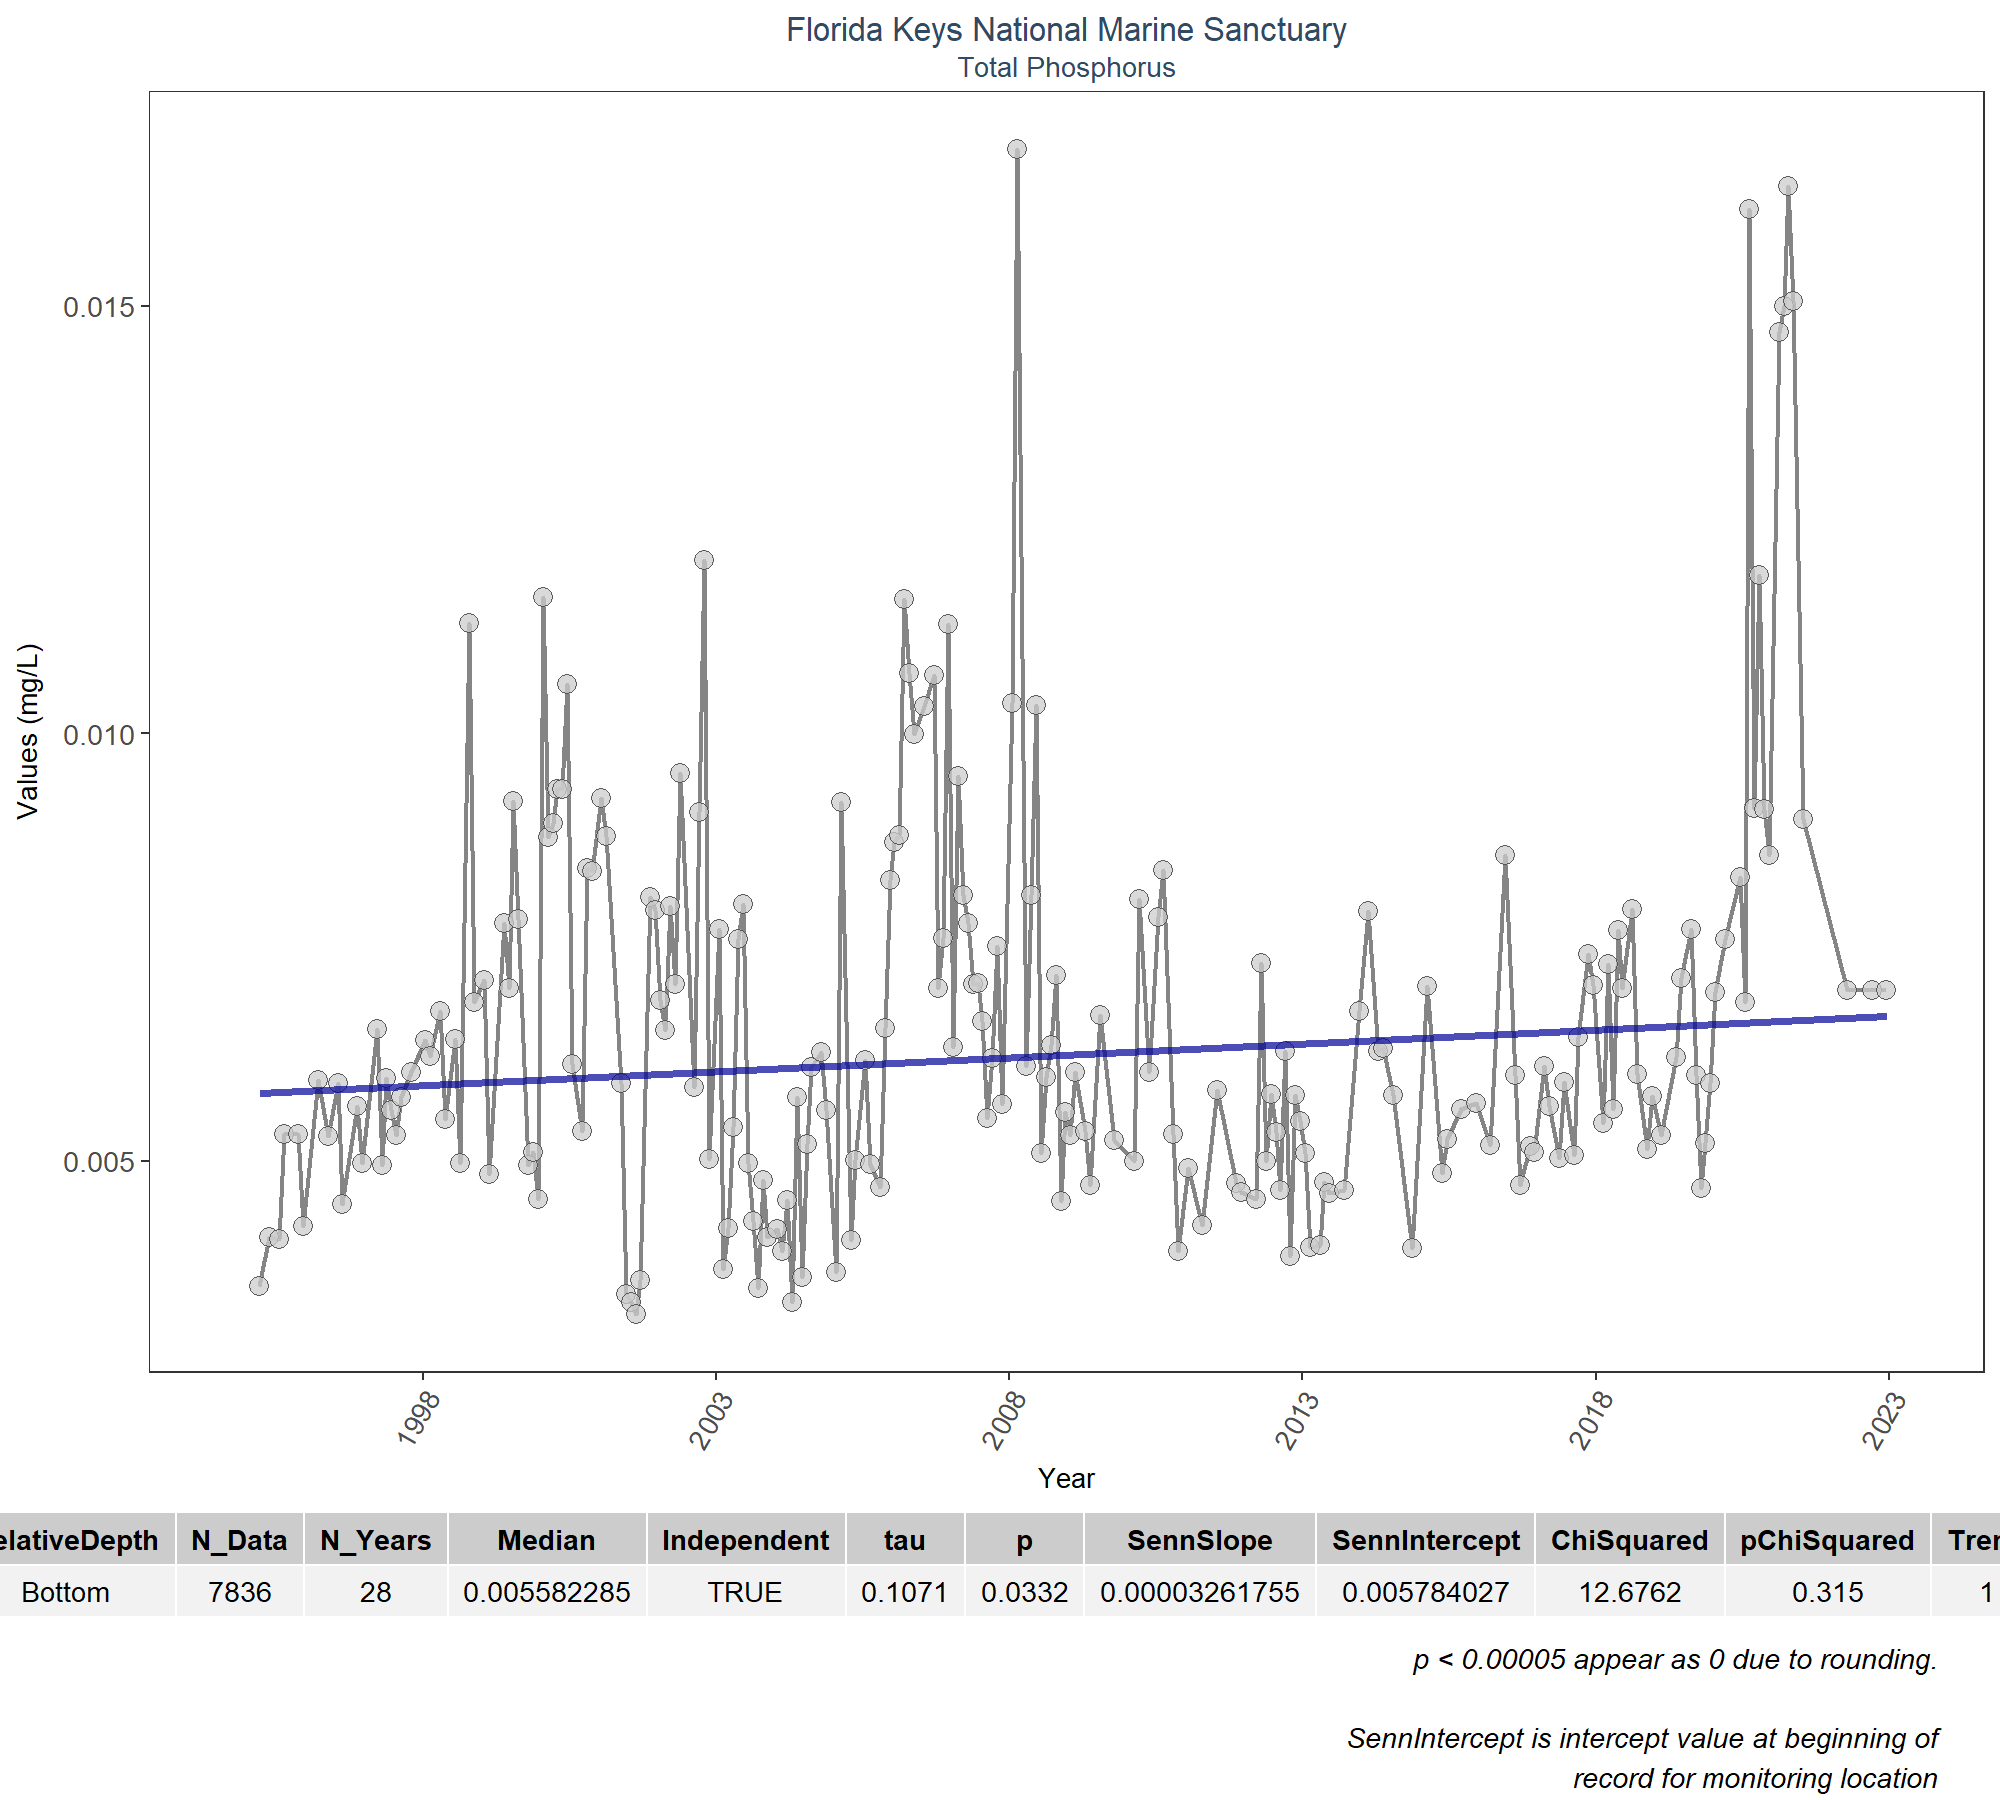 Florida Keys National Marine Sanctuary
Total Phosphorus
Values (mg/L)
0.015
0.010
0.005
1998 2003 2008 2013 2018 2023
Year
elativeDepth N_Data N_Years Median Independent tau p SennSlope SennIntercept ChiSquared pChiSquared Tren
Bottom 7836 28 0.005582285 TRUE 0.1071 0.0332 0.00003261755 0.005784027 12.6762 0.315 1
p < 0.00005 appear as 0 due to rounding.
SennIntercept is intercept value at beginning of
record for monitoring location